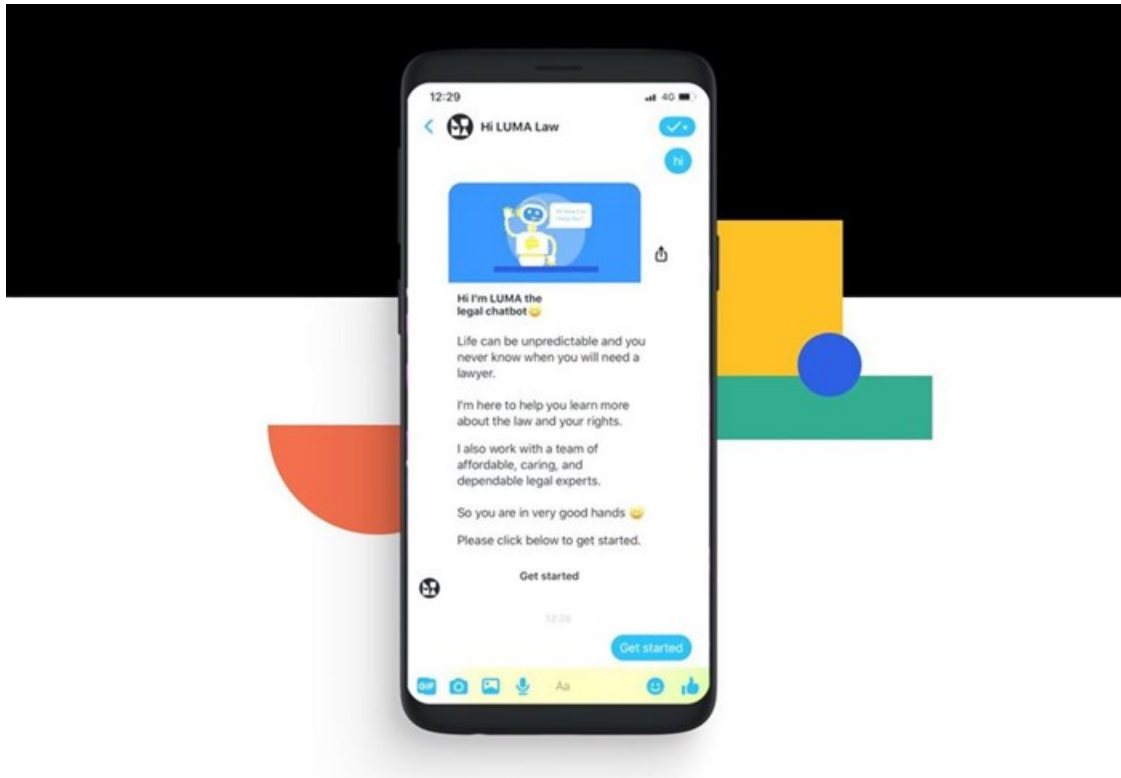 12:29
4G
Hi LUMA Law
hi
Hi I'm LUMA the
legal chatbot😀
Life can be unpredictable and you
never know when you will need a
lawyer.
I'm here to help you learn more
about the law and your rights.
I also work with a team of
affordable, caring, and
dependable legal experts.
So you are in very good hands 😀
Please click below to get started.
Get started
Get started
GIF
Aa